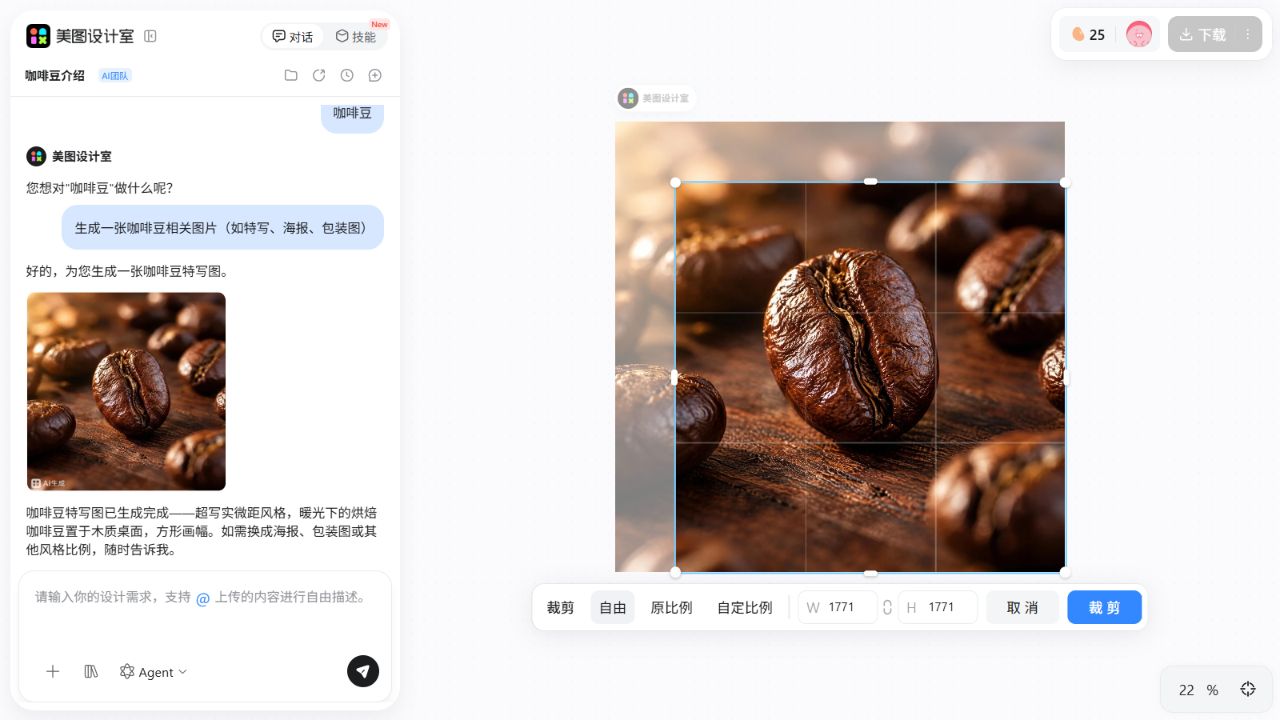 美图设计室
对话
技能
New
咖啡豆介绍
AI团队
咖啡豆
美图设计室
您想对"咖啡豆"做什么呢？
生成一张咖啡豆相关图片（如特写、海报、包装图）
好的，为您生成一张咖啡豆特写图。
AI生成
咖啡豆特写图已生成完成——超写实微距风格，暖光下的烘焙
咖啡豆置于木质桌面，方形画幅。如需换成海报、包装图或其
他风格比例，随时告诉我。
请输入你的设计需求，支持 @ 上传的内容进行自由描述。
Agent
25
下载
美图设计室
裁剪
自由
原比例
自定比例
W 1771
H 1771
取消
裁剪
22 %